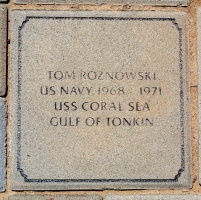 TOM ROZNOWSKI
US NAVY 1968 - 1971
USS CORAL SEA
GULF OF TONKIN